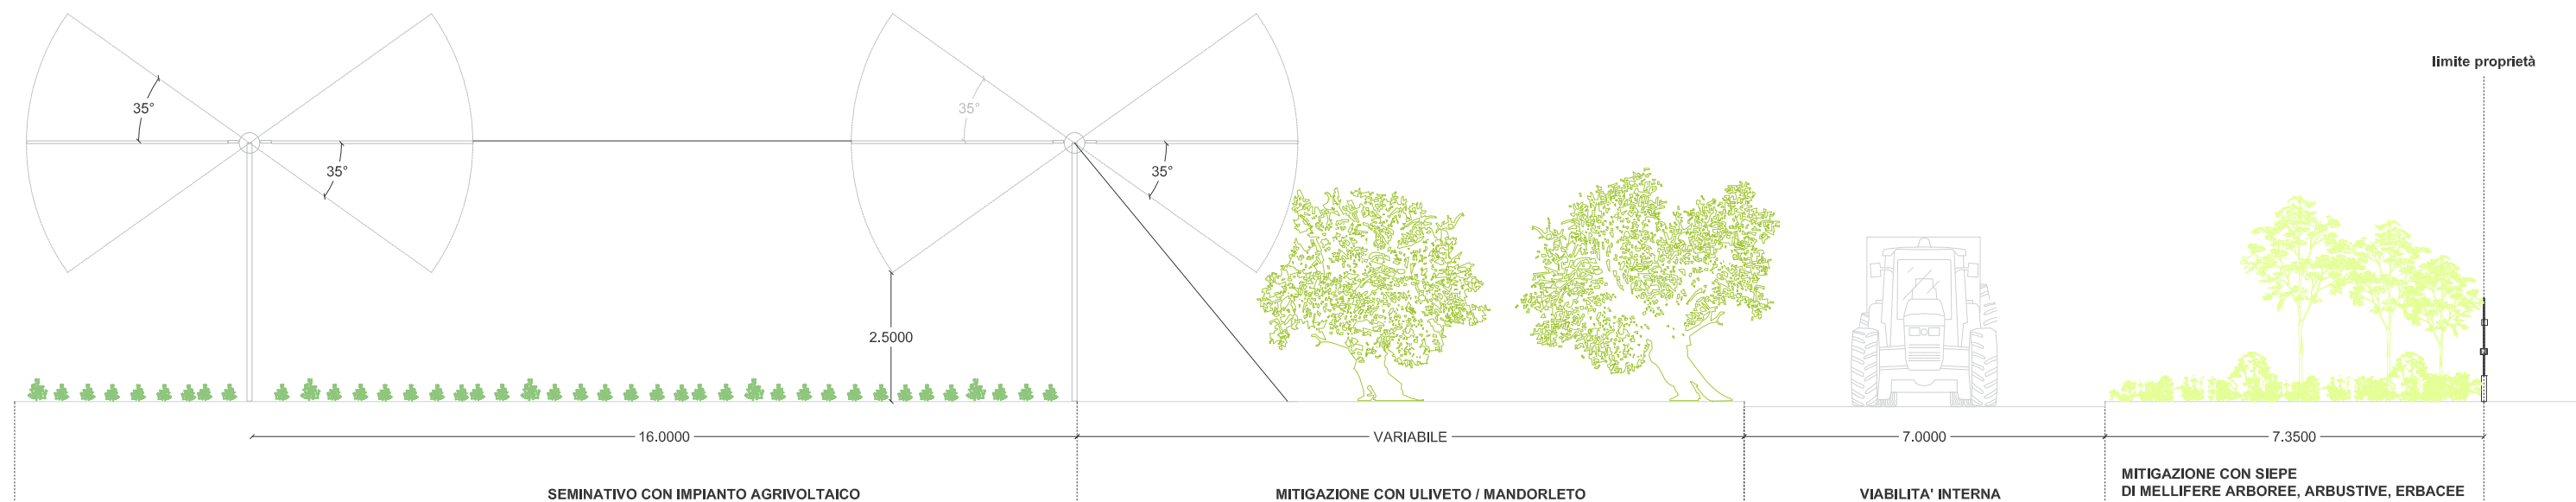 limite proprietà
35°
35°
35°
35°
2.5000
16.0000
VARIABILE
7.0000
7.3500
SEMINATIVO CON IMPIANTO AGRIVOLTAICO
MITIGAZIONE CON ULIVETO / MANDORLETO
VIABILITA' INTERNA
MITIGAZIONE CON SIEPE
DI MELLIFERE ARBOREE, ARBUSTIVE, ERBACEE